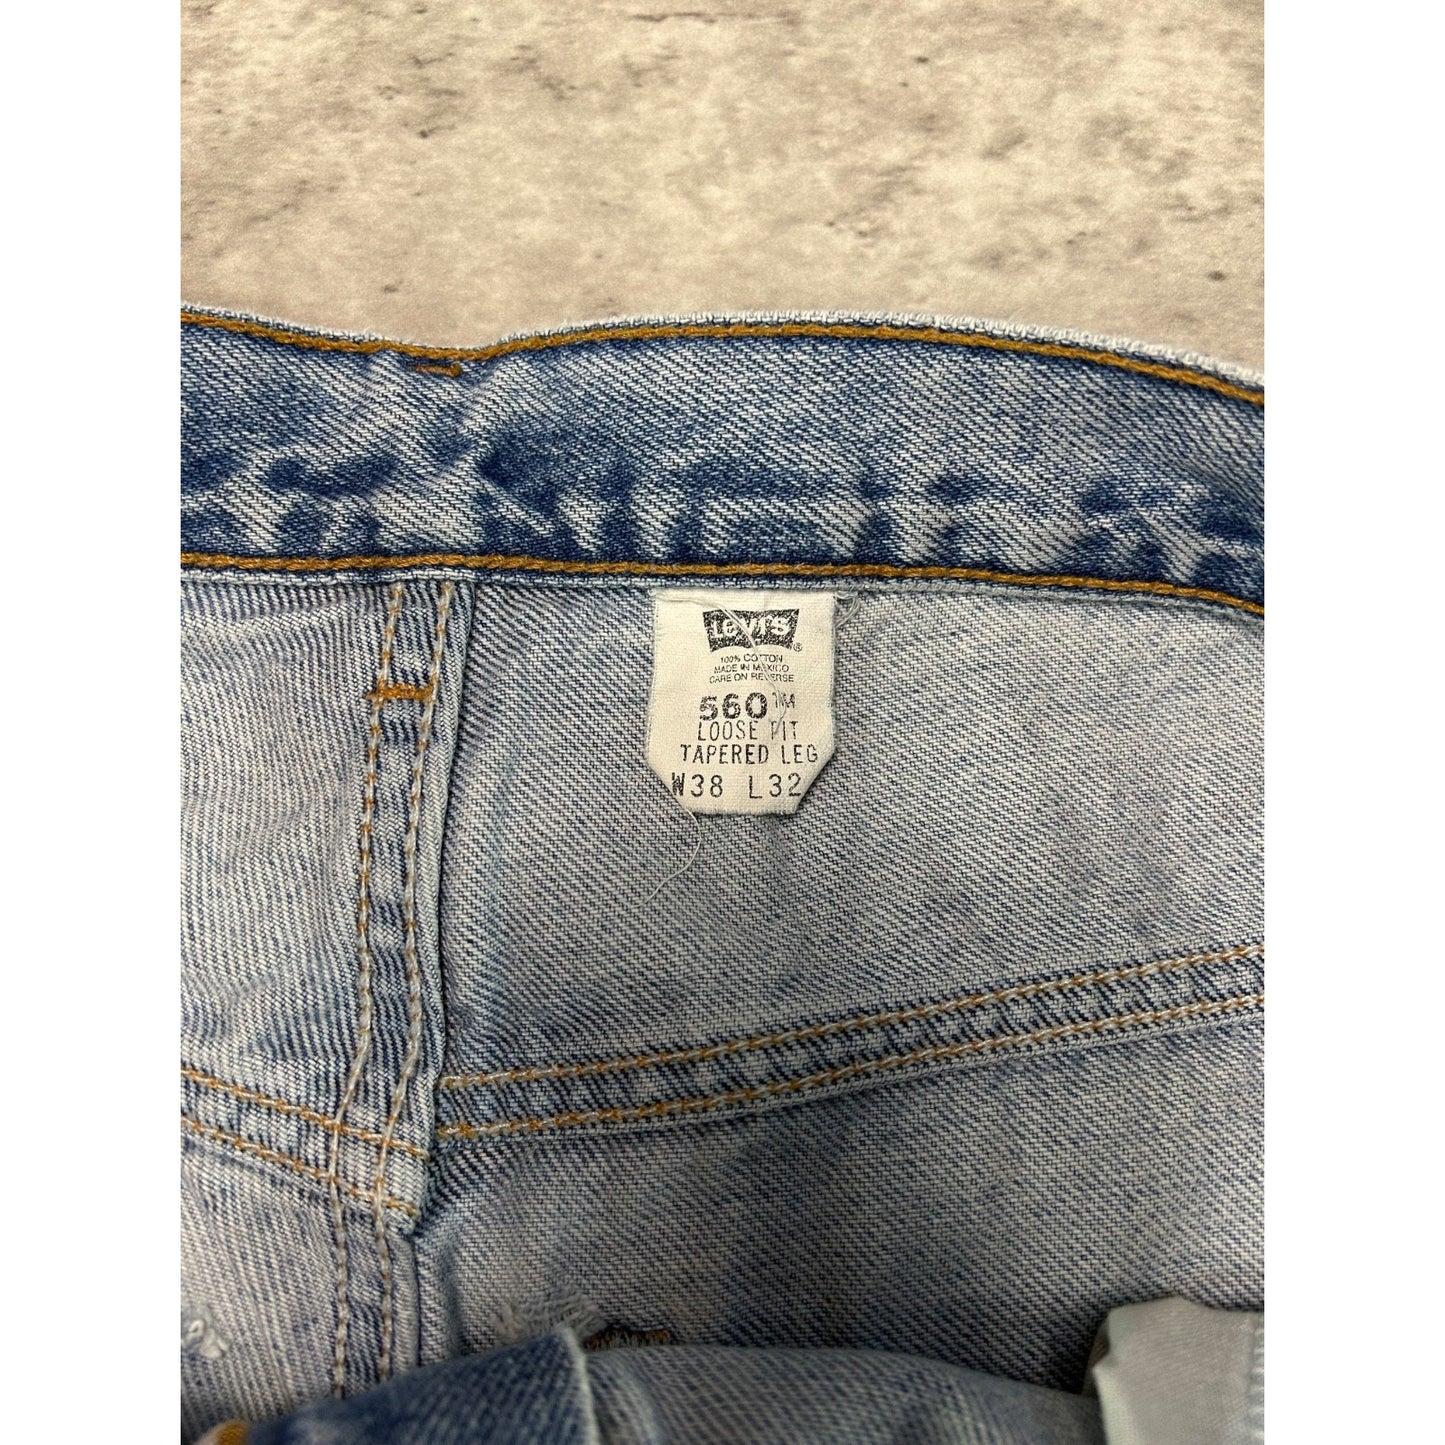 Levi's®
100% COTTON
MADE IN MEXICO
CARE ON REVERSE
560™
LOOSE FIT
TAPERED LEG
W38 L32